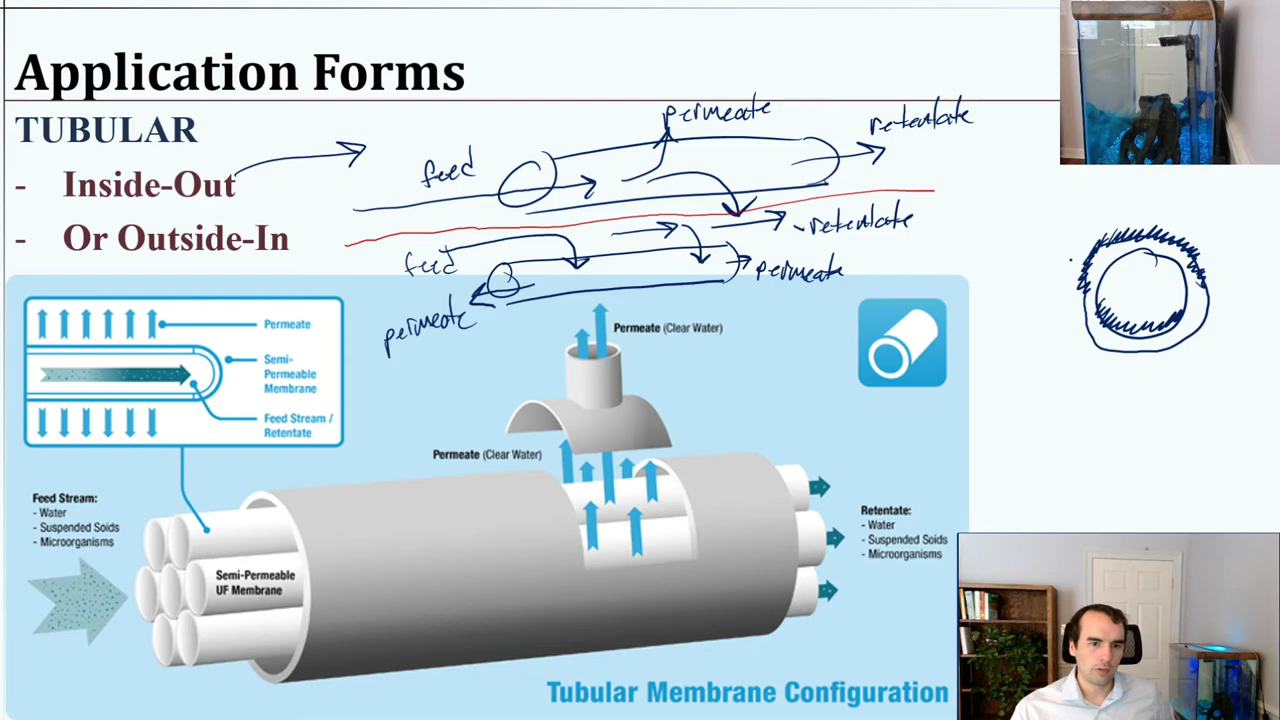 Application Forms
TUBULAR
- Inside-Out
- Or Outside-In
permeate
retentate
feed
retentate
feed
permeate
permeate
Permeate
Semi-
Permeable
Membrane
Feed Stream /
Retentate
Permeate (Clear Water)
Permeate (Clear Water)
Feed Stream:
- Water
- Suspended Soids
- Microorganisms
Semi-Permeable
UF Membrane
Retentate:
- Water
- Suspended Soids
- Microorganisms
Tubular Membrane Configuration